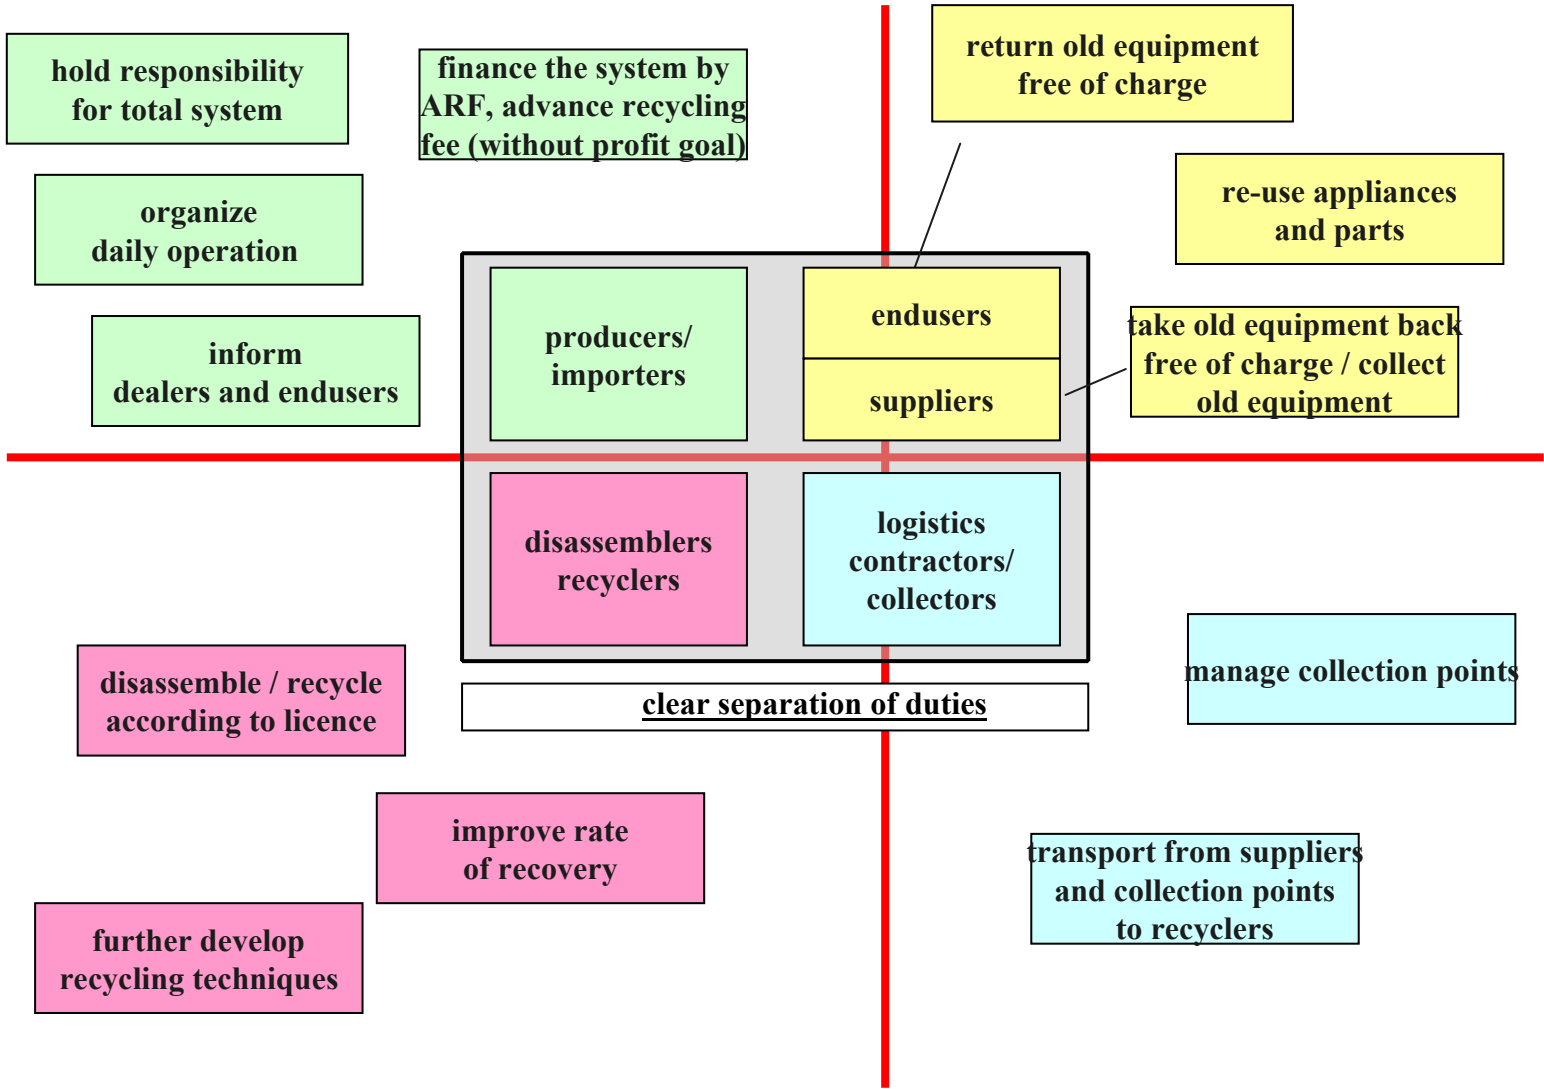 hold responsibility
for total system
finance the system by
ARF, advance recycling
fee (without profit goal)
return old equipment
free of charge
organize
daily operation
re-use appliances
and parts
inform
dealers and endusers
producers/
importers
endusers
suppliers
take old equipment back
free of charge / collect
old equipment
disassemblers
recyclers
logistics
contractors/
collectors
disassemble / recycle
according to licence
clear separation of duties
manage collection points
improve rate
of recovery
transport from suppliers
and collection points
to recyclers
further develop
recycling techniques